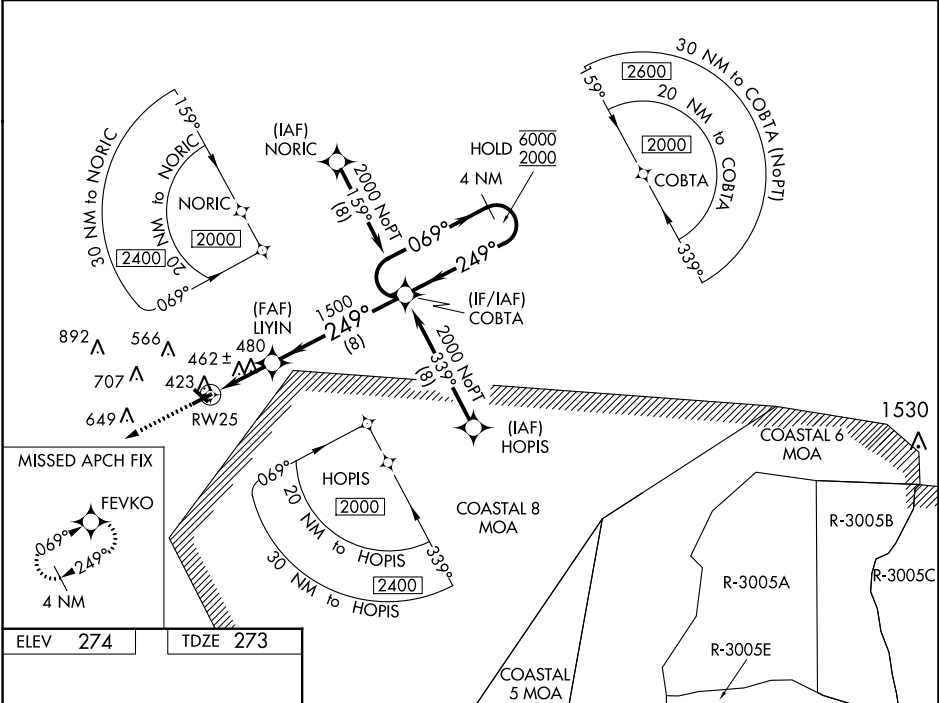 30 NM to COBTA (NoPT)
2600
159°
20 NM to COBTA
2000
COBTA
339°
159°
30 NM to NORIC
20 NM to NORIC
NORIC
2000
2400
069°
(IAF)
NORIC
2000 NoPT
159°
(8)
HOLD 6000
2000
4 NM
069°
249°
(IF/IAF)
COBTA
(FAF)
LIYIN
1500
249°
(8)
2000 NoPT
339°
(8)
(IAF)
HOPIS
892
566
480
462 ±
707
423
649
RW25
1530
COASTAL 6
MOA
MISSED APCH FIX
FEVKO
069°
249°
4 NM
069°
HOPIS
2000
20 NM to HOPIS
339°
2400
30 NM to HOPIS
COASTAL 8
MOA
R-3005B
R-3005A
R-3005C
R-3005E
COASTAL
5 MOA
ELEV 274
TDZE 273